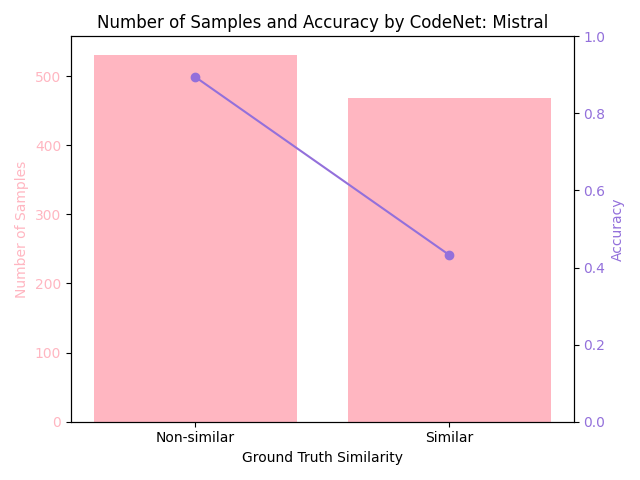 Number of Samples and Accuracy by CodeNet: Mistral
Number of Samples
500
400
300
200
100
0
1.0
0.8
0.6
0.4
0.2
0.0
Accuracy
Non-similar
Similar
Ground Truth Similarity